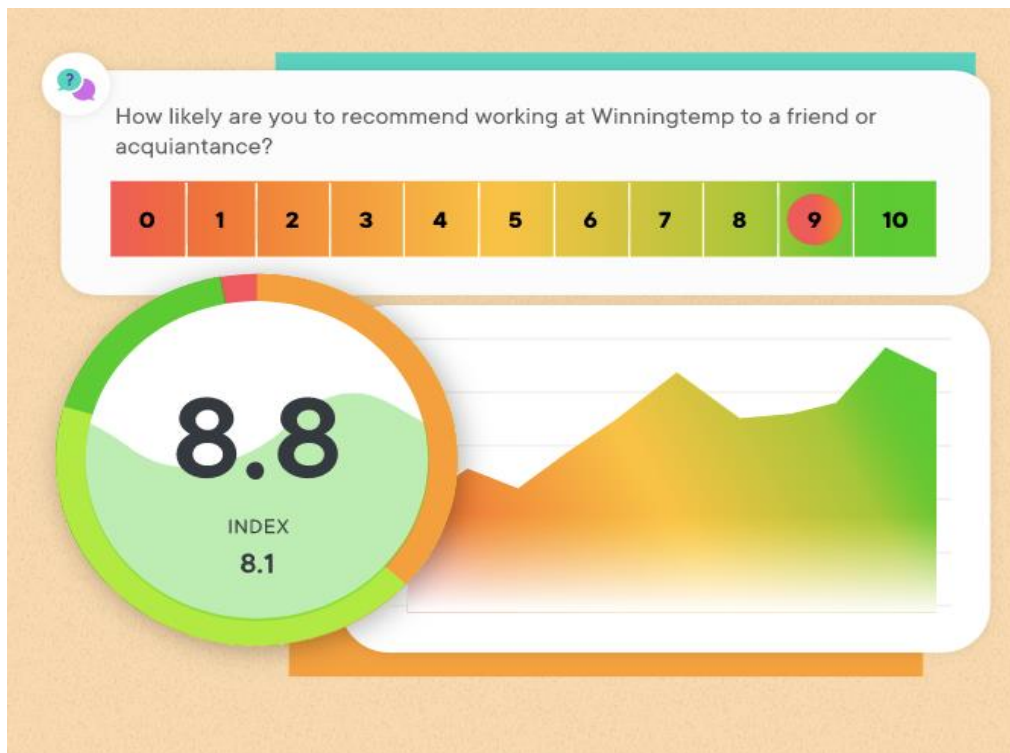 ?
How likely are you to recommend working at Winningtemp to a friend or
acquiantance?
0 1 2 3 4 5 6 7 8 9 10
8.8
INDEX
8.1